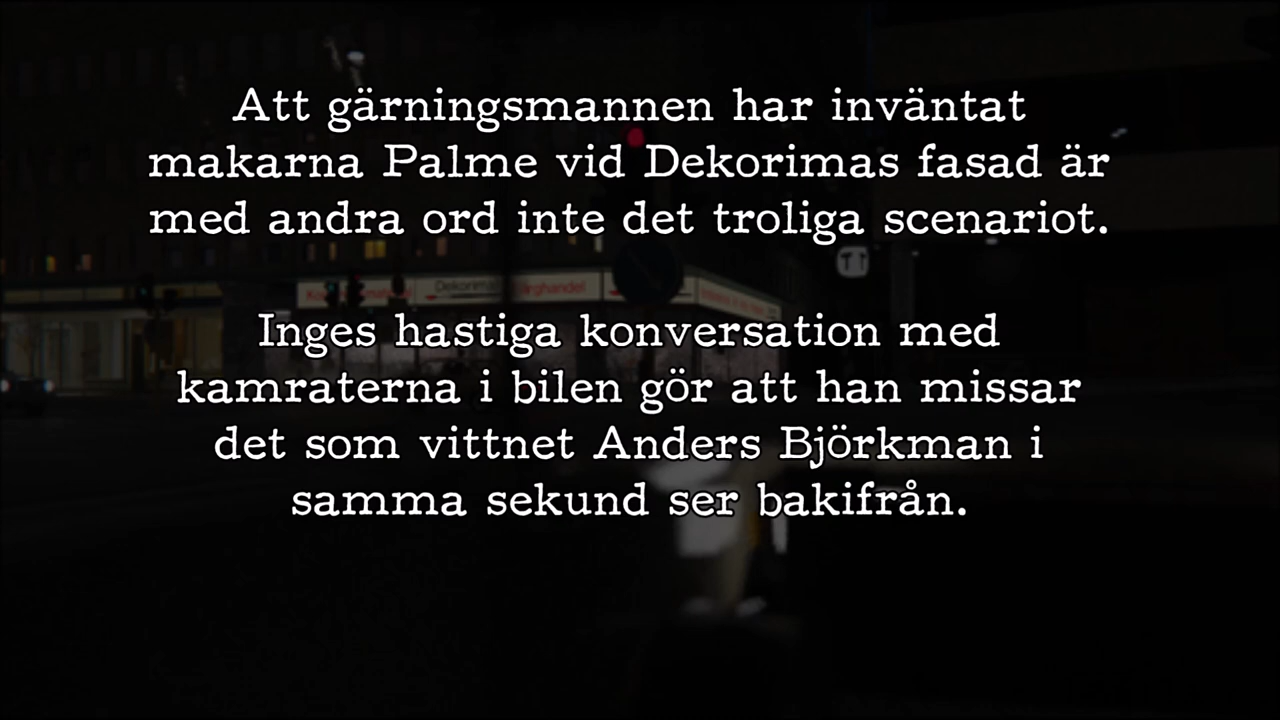 Att gärningsmannen har inväntat
makarna Palme vid Dekorimas fasad är
med andra ord inte det troliga scenariot.
Inges hastiga konversation med
kamraterna i bilen gör att han missar
det som vittnet Anders Björkman i
samma sekund ser bakifrån.